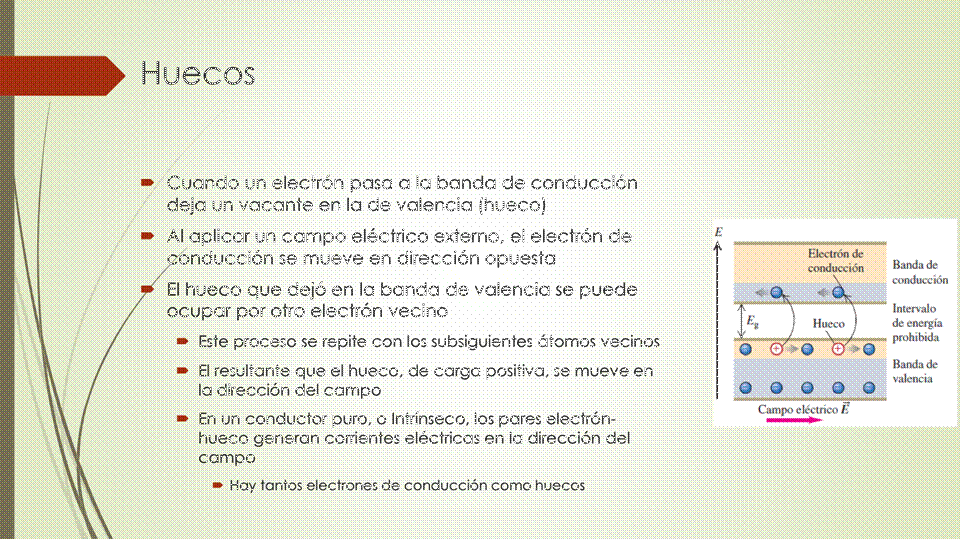 Huecos
Cuando un electrón pasa a la banda de conducción
deja un vacante en la de valencia (hueco)
Al aplicar un campo eléctrico externo, el electrón de
conducción se mueve en dirección opuesta
El hueco que dejó en la banda de valencia se puede
ocupar por otro electrón vecino
Este proceso se repite con los subsiguientes átomos vecinos
El resultante que el hueco, de carga positiva, se mueve en
la dirección del campo
En un conductor puro, o Intrínseco, los pares electrón-
hueco generan corrientes eléctricas en la dirección del
campo
Hay tantos electrones de conducción como huecos
E
Electrón de
conducción
Banda de
conducción
Eg
Hueco
Intervalo
de energía
prohibida
Banda de
valencia
Campo eléctrico E⃗